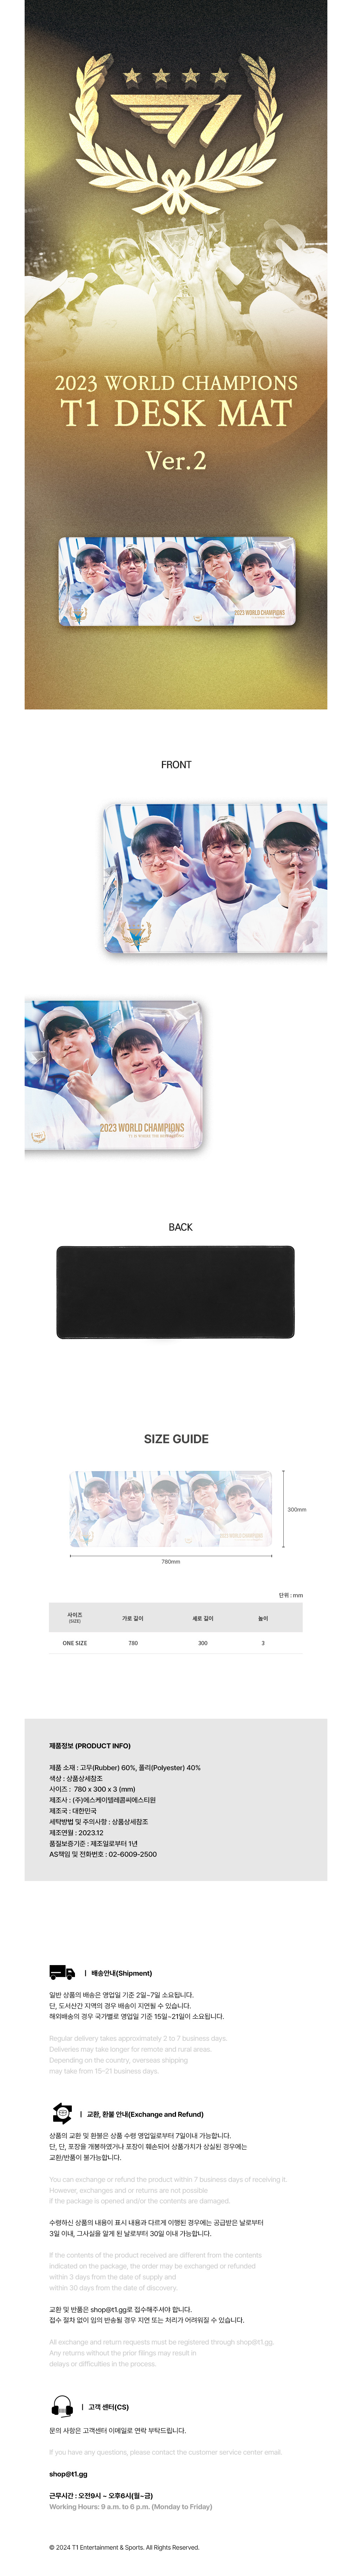 T1
2023 WORLD CHAMPIONS
T1 DESK MAT
Ver.2
2023 WORLD CHAMPIONS
FRONT
2023 WORLD CHAMPIONS
BACK
SIZE GUIDE
300mm
780mm
단위 : mm
사이즈 가로 길이 세로 길이 높이
(SIZE)
ONE SIZE 780 300 3
제품정보 (PRODUCT INFO)
제품 소재 : 고무(Rubber) 60%, 폴리(Polyester) 40%
색상 : 상품상세참조
사이즈 : 780 x 300 x 3 (mm)
제조사 : (주)에스케이텔레콤씨에스티원
제조국 : 대한민국
세탁방법 및 주의사항 : 상품상세참조
제조연월 : 2023.12
품질보증기준 : 제조일로부터 1년
AS책임 및 전화번호 : 02-6009-2500
| 배송안내(Shipment)
일반 상품의 배송은 영업일 기준 2일~7일 소요됩니다.
단, 도서산간 지역의 경우 배송이 지연될 수 있습니다.
해외배송의 경우 국가별로 영업일 기준 15일~21일이 소요됩니다.
Regular delivery takes approximately 2 to 7 business days.
Deliveries may take longer for remote and rural areas.
Depending on the country, overseas shipping
may take from 15-21 business days.
| 교환, 환불 안내(Exchange and Refund)
상품의 교환 및 환불은 상품 수령 영업일로부터 7일이내 가능합니다.
단, 단, 포장을 개봉하였거나 포장이 훼손되어 상품가치가 상실된 경우에는
교환/반품이 불가능합니다.
You can exchange or refund the product within 7 business days of receiving it.
However, exchanges and or returns are not possible
if the package is opened and/or the contents are damaged.
수령하신 상품의 내용이 표시 내용과 다르게 이행된 경우에는 공급받은 날로부터
3일 이내, 그사실을 알게 된 날로부터 30일 이내 가능합니다.
If the contents of the product received are different from the contents
indicated on the package, the order may be exchanged or refunded
within 3 days from the date of supply and
within 30 days from the date of discovery.
교환 및 반품은 shop@t1.gg로 접수해주셔야 합니다.
접수 절차 없이 임의 반송될 경우 지연 또는 처리가 어려워질 수 있습니다.
All exchange and return requests must be registered through shop@t1.gg.
Any returns without the prior filings may result in
delays or difficulties in the process.
| 고객 센터(CS)
문의 사항은 고객센터 이메일로 연락 부탁드립니다.
If you have any questions, please contact the customer service center email.
shop@t1.gg
근무시간 : 오전9시 ~ 오후6시(월~금)
Working Hours: 9 a.m. to 6 p.m. (Monday to Friday)
© 2024 T1 Entertainment & Sports. All Rights Reserved.